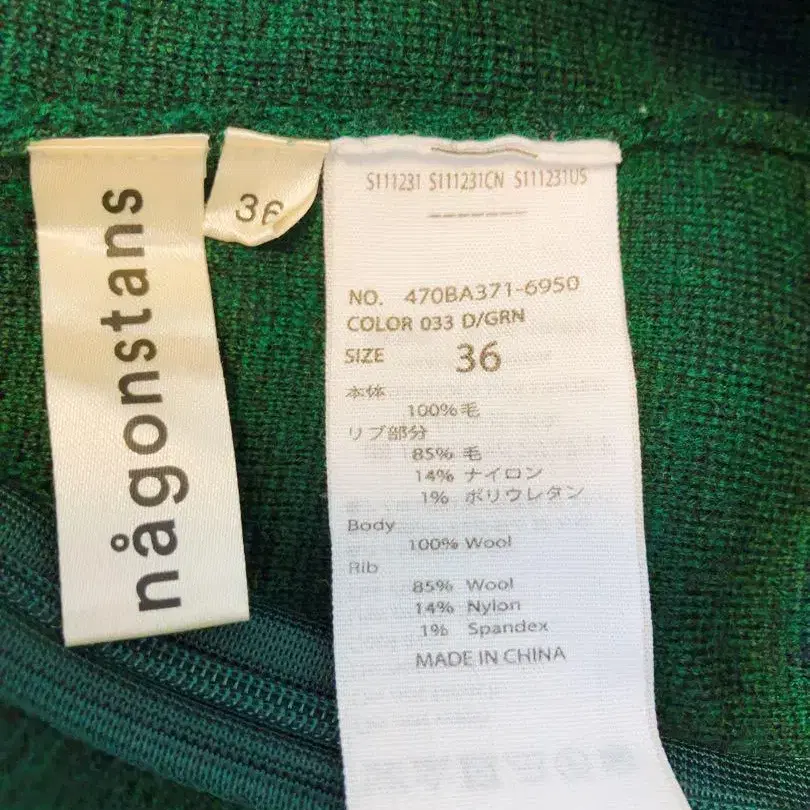 någonstans
36
S111231 S111231CN S111231US
NO. 470BA371-6950
COLOR 033 D/GRN
SIZE 36
本体
100% 毛
リブ部分
85% 毛
14% ナイロン
1% ポリウレタン
Body
100% Wool
Rib
85% Wool
14% Nylon
1% Spandex
MADE IN CHINA